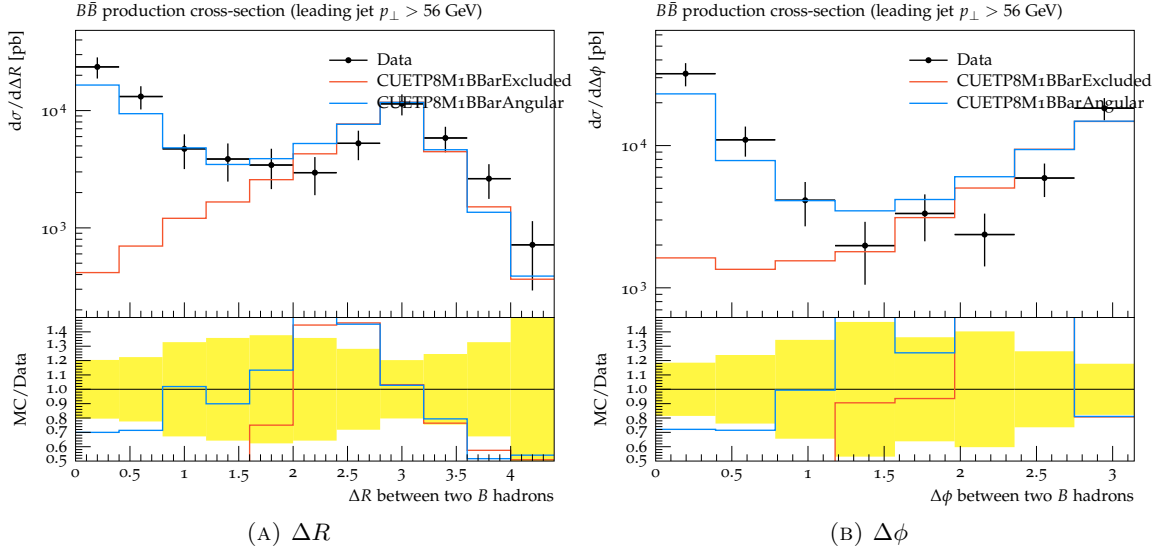 BB̄ production cross-section (leading jet p⊥ > 56 GeV)
dσ/dΔR [pb]
10⁴
10³
Data
CUETP8M1BBarExcluded
CUETP8M1BBarAngular
MC/Data
1.4
1.3
1.2
1.1
1.0
0.9
0.8
0.7
0.6
0.5
0 0.5 1 1.5 2 2.5 3 3.5 4
ΔR between two B hadrons
(A) ΔR
BB̄ production cross-section (leading jet p⊥ > 56 GeV)
dσ/dΔϕ [pb]
10⁴
10³
Data
CUETP8M1BBarExcluded
CUETP8M1BBarAngular
MC/Data
1.4
1.3
1.2
1.1
1.0
0.9
0.8
0.7
0.6
0.5
0 0.5 1 1.5 2 2.5 3
Δϕ between two B hadrons
(B) Δϕ